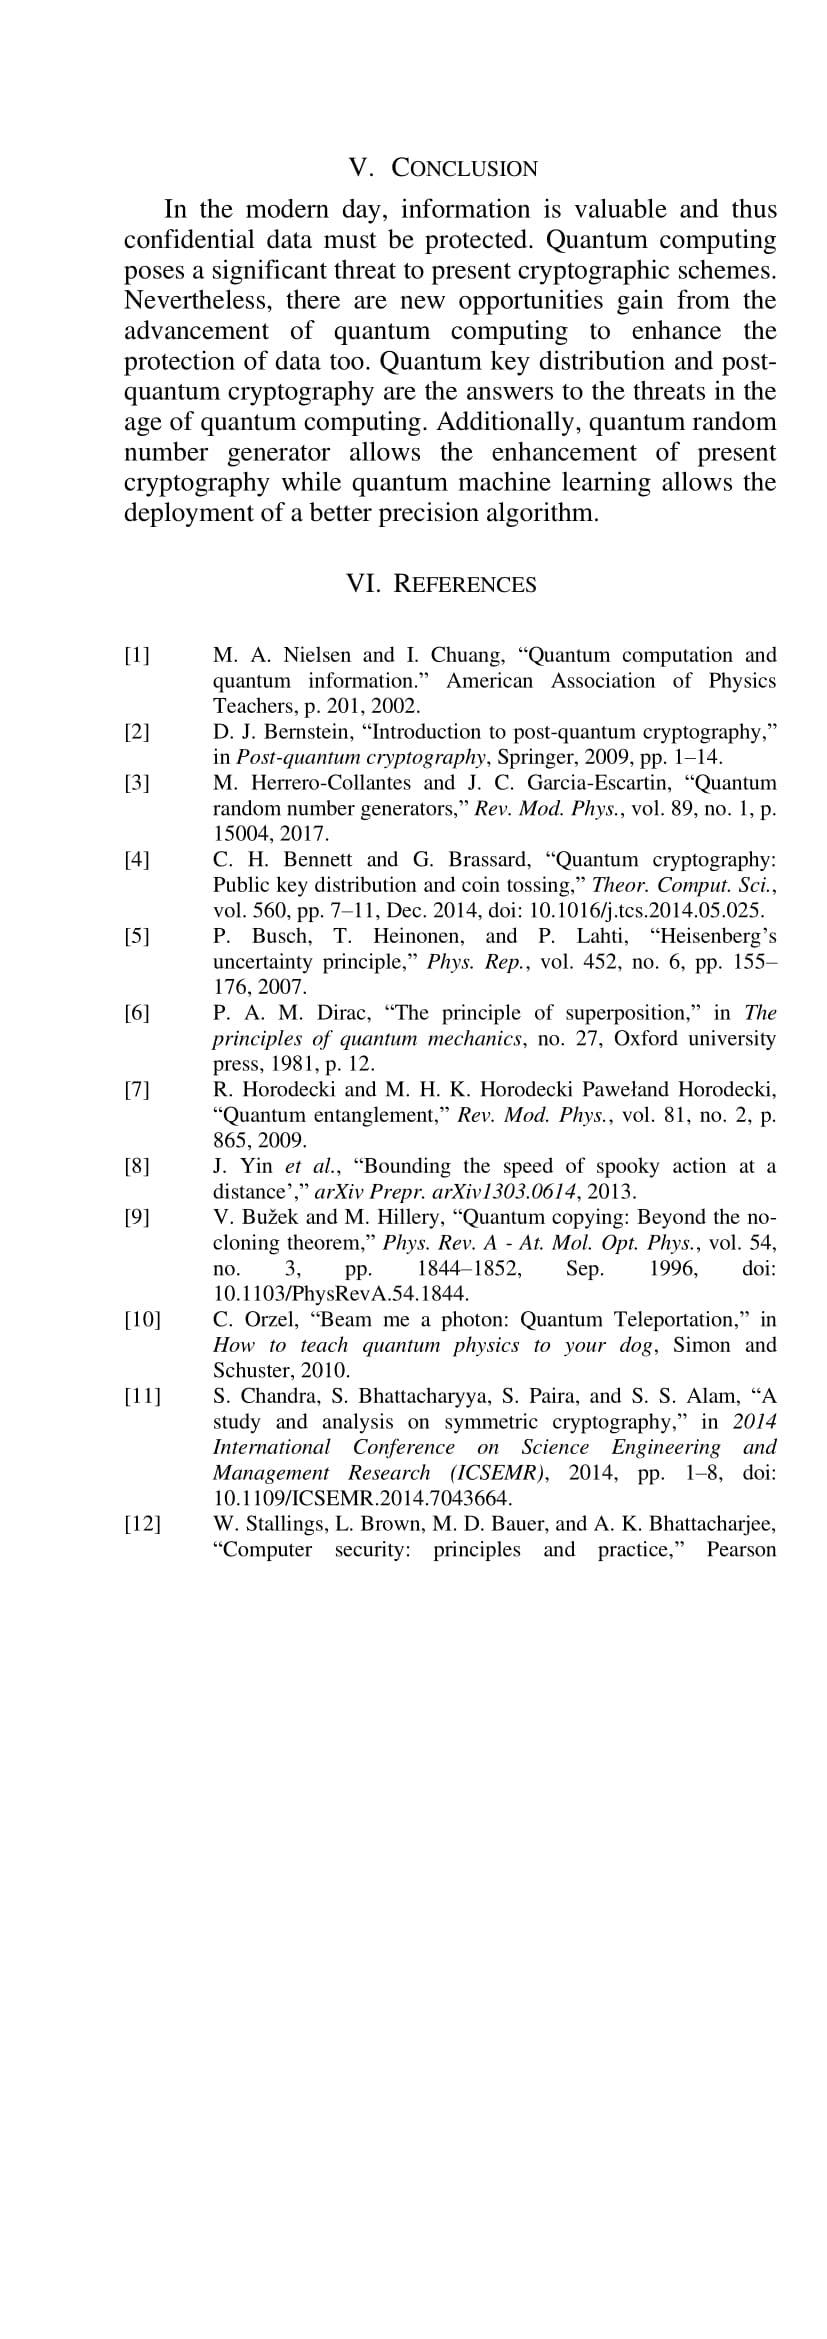 V. CONCLUSION
In the modern day, information is valuable and thus
confidential data must be protected. Quantum computing
poses a significant threat to present cryptographic schemes.
Nevertheless, there are new opportunities gain from the
advancement of quantum computing to enhance the
protection of data too. Quantum key distribution and post-
quantum cryptography are the answers to the threats in the
age of quantum computing. Additionally, quantum random
number generator allows the enhancement of present
cryptography while quantum machine learning allows the
deployment of a better precision algorithm.
VI. REFERENCES
[1] M. A. Nielsen and I. Chuang, “Quantum computation and
quantum information.” American Association of Physics
Teachers, p. 201, 2002.
[2] D. J. Bernstein, “Introduction to post-quantum cryptography,”
in Post-quantum cryptography, Springer, 2009, pp. 1–14.
[3] M. Herrero-Collantes and J. C. Garcia-Escartin, “Quantum
random number generators,” Rev. Mod. Phys., vol. 89, no. 1, p.
15004, 2017.
[4] C. H. Bennett and G. Brassard, “Quantum cryptography:
Public key distribution and coin tossing,” Theor. Comput. Sci.,
vol. 560, pp. 7–11, Dec. 2014, doi: 10.1016/j.tcs.2014.05.025.
[5] P. Busch, T. Heinonen, and P. Lahti, “Heisenberg’s
uncertainty principle,” Phys. Rep., vol. 452, no. 6, pp. 155–
176, 2007.
[6] P. A. M. Dirac, “The principle of superposition,” in The
principles of quantum mechanics, no. 27, Oxford university
press, 1981, p. 12.
[7] R. Horodecki and M. H. K. Horodecki Pawełand Horodecki,
“Quantum entanglement,” Rev. Mod. Phys., vol. 81, no. 2, p.
865, 2009.
[8] J. Yin et al., “Bounding the speed of spooky action at a
distance’,” arXiv Prepr. arXiv1303.0614, 2013.
[9] V. Bužek and M. Hillery, “Quantum copying: Beyond the no-
cloning theorem,” Phys. Rev. A - At. Mol. Opt. Phys., vol. 54,
no. 3, pp. 1844–1852, Sep. 1996, doi:
10.1103/PhysRevA.54.1844.
[10] C. Orzel, “Beam me a photon: Quantum Teleportation,” in
How to teach quantum physics to your dog, Simon and
Schuster, 2010.
[11] S. Chandra, S. Bhattacharyya, S. Paira, and S. S. Alam, “A
study and analysis on symmetric cryptography,” in 2014
International Conference on Science Engineering and
Management Research (ICSEMR), 2014, pp. 1–8, doi:
10.1109/ICSEMR.2014.7043664.
[12] W. Stallings, L. Brown, M. D. Bauer, and A. K. Bhattacharjee,
“Computer security: principles and practice,” Pearson